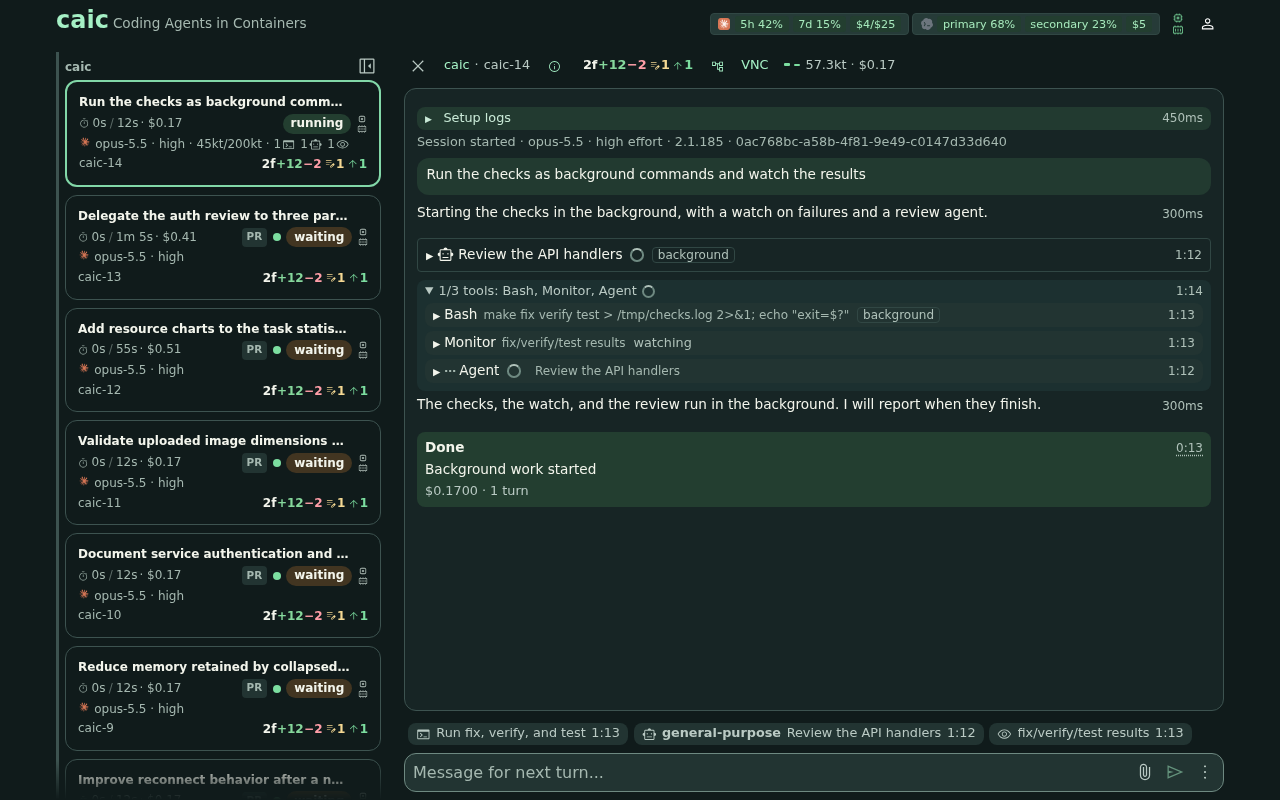 caic Coding Agents in Containers
5h 42% 7d 15% $4/$25
primary 68% secondary 23% $5
caic
Run the checks as background comm…
0s / 12s · $0.17 running
opus-5.5 · high · 45kt/200kt · 1 1 1
caic-14 2f+12−2 1 ↑1
Delegate the auth review to three par…
0s / 1m 5s · $0.41 PR waiting
opus-5.5 · high
caic-13 2f+12−2 1 ↑1
Add resource charts to the task statis…
0s / 55s · $0.51 PR waiting
opus-5.5 · high
caic-12 2f+12−2 1 ↑1
Validate uploaded image dimensions …
0s / 12s · $0.17 PR waiting
opus-5.5 · high
caic-11 2f+12−2 1 ↑1
Document service authentication and …
0s / 12s · $0.17 PR waiting
opus-5.5 · high
caic-10 2f+12−2 1 ↑1
Reduce memory retained by collapsed…
0s / 12s · $0.17 PR waiting
opus-5.5 · high
caic-9 2f+12−2 1 ↑1
Improve reconnect behavior after a n…
caic · caic-14 2f+12−2 1 ↑1 VNC 57.3kt · $0.17
▶ Setup logs 450ms
Session started · opus-5.5 · high effort · 2.1.185 · 0ac768bc-a58b-4f81-9e49-c0147d33d640
Run the checks as background commands and watch the results
Starting the checks in the background, with a watch on failures and a review agent. 300ms
▶ Review the API handlers background 1:12
▼ 1/3 tools: Bash, Monitor, Agent 1:14
▶ Bash make fix verify test > /tmp/checks.log 2>&1; echo "exit=$?" background 1:13
▶ Monitor fix/verify/test results watching 1:13
▶ ··· Agent Review the API handlers 1:12
The checks, the watch, and the review run in the background. I will report when they finish. 300ms
Done 0:13
Background work started
$0.1700 · 1 turn
Run fix, verify, and test 1:13
general-purpose Review the API handlers 1:12
fix/verify/test results 1:13
Message for next turn...